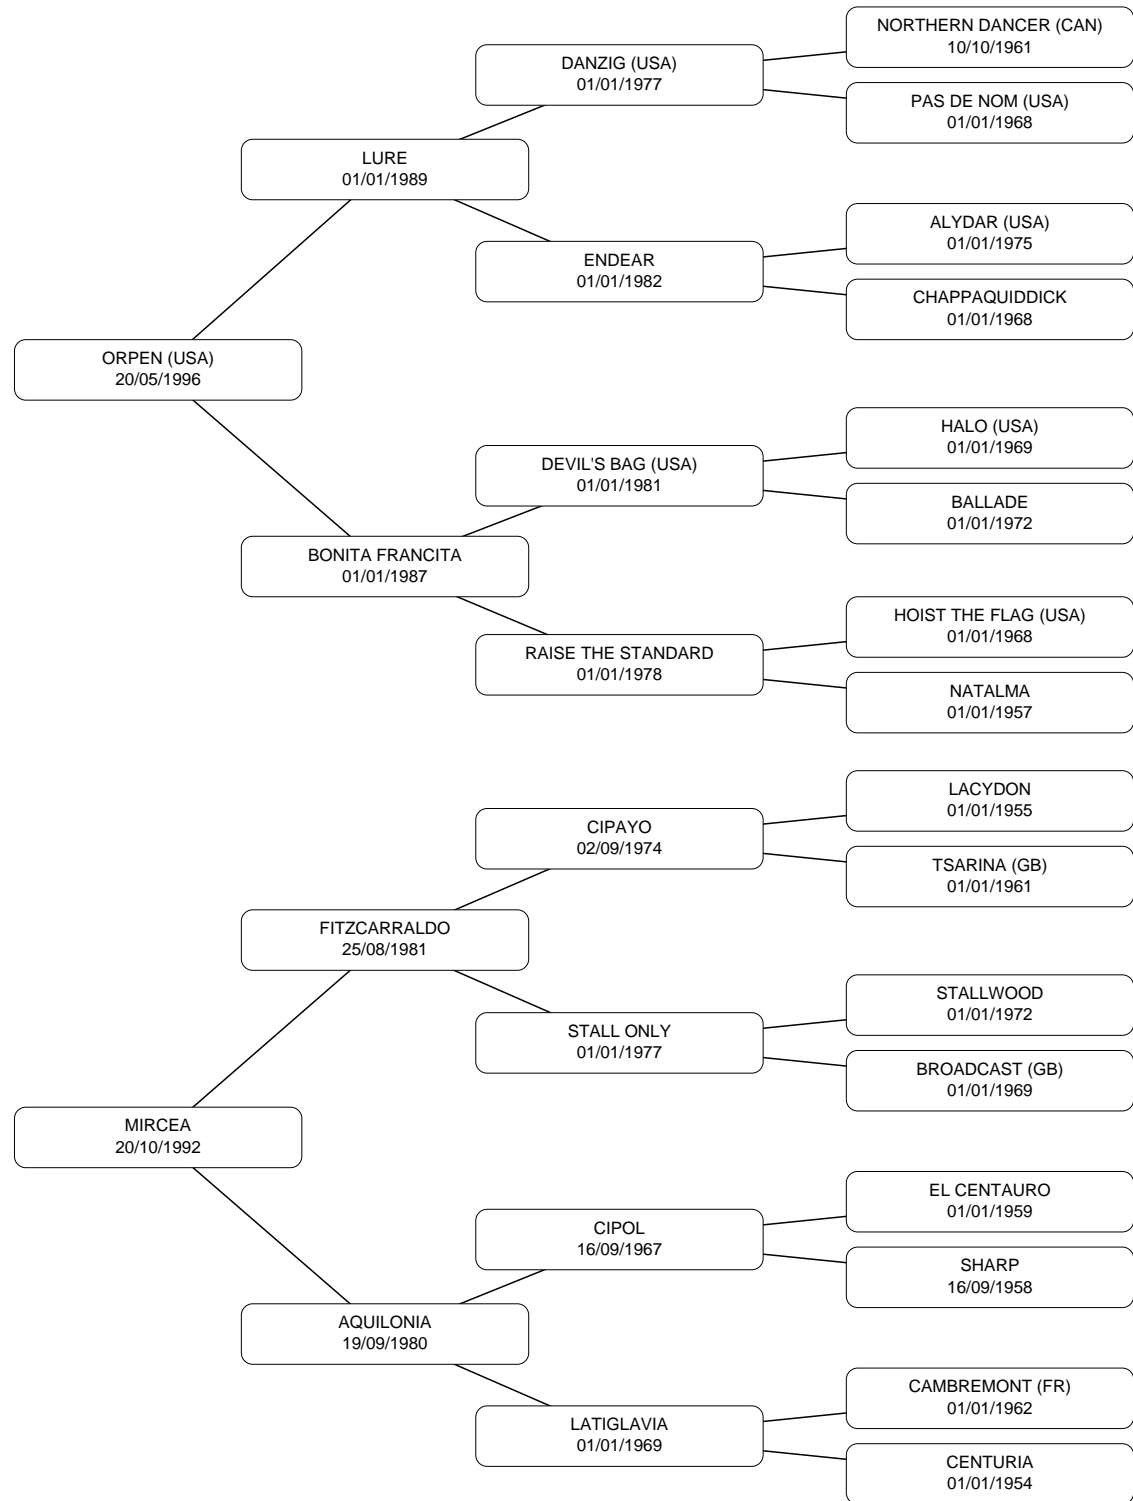 NORTHERN DANCER (CAN)
10/10/1961
DANZIG (USA)
01/01/1977
PAS DE NOM (USA)
01/01/1968
LURE
01/01/1989
ALYDAR (USA)
01/01/1975
ENDEAR
01/01/1982
CHAPPAQUIDDICK
01/01/1968
ORPEN (USA)
20/05/1996
HALO (USA)
01/01/1969
DEVIL'S BAG (USA)
01/01/1981
BALLADE
01/01/1972
BONITA FRANCITA
01/01/1987
HOIST THE FLAG (USA)
01/01/1968
RAISE THE STANDARD
01/01/1978
NATALMA
01/01/1957
LACYDON
01/01/1955
CIPAYO
02/09/1974
TSARINA (GB)
01/01/1961
FITZCARRALDO
25/08/1981
STALLWOOD
01/01/1972
STALL ONLY
01/01/1977
BROADCAST (GB)
01/01/1969
MIRCEA
20/10/1992
EL CENTAURO
01/01/1959
CIPOL
16/09/1967
SHARP
16/09/1958
AQUILONIA
19/09/1980
CAMBREMONT (FR)
01/01/1962
LATIGLAVIA
01/01/1969
CENTURIA
01/01/1954